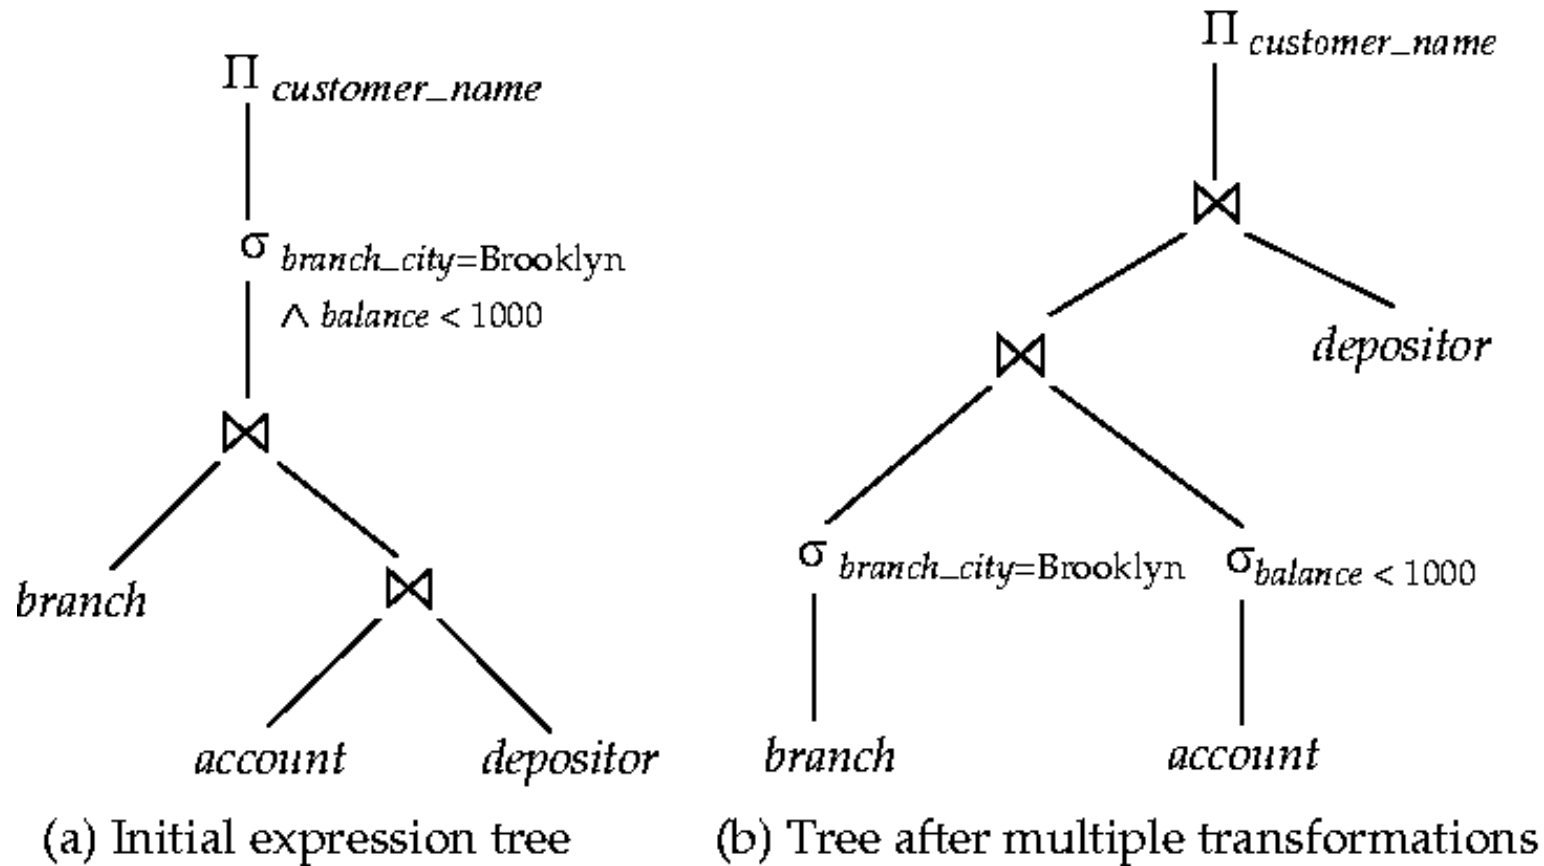 Π customer_name
σ branch_city=Brooklyn
∧ balance < 1000
⋈
branch
⋈
account
depositor
(a) Initial expression tree
Π customer_name
⋈
depositor
⋈
σ branch_city=Brooklyn
σ balance < 1000
branch
account
(b) Tree after multiple transformations